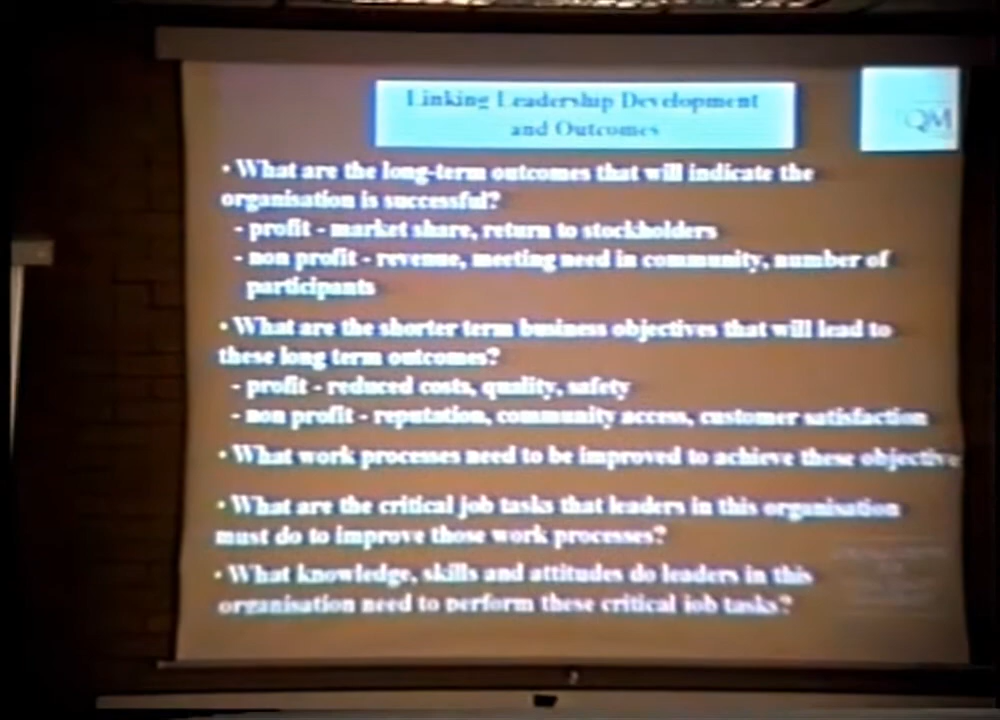 Linking Leadership Development
and Outcomes
QM
• What are the long-term outcomes that will indicate the
organisation is successful?
- profit - market share, return to stockholders
- non profit - revenue, meeting need in community, number of
participants
• What are the shorter term business objectives that will lead to
these long term outcomes?
- profit - reduced costs, quality, safety
- non profit - reputation, community access, customer satisfaction
• What work processes need to be improved to achieve these objective
• What are the critical job tasks that leaders in this organisation
must do to improve those work processes?
• What knowledge, skills and attitudes do leaders in this
organisation need to perform these critical job tasks?